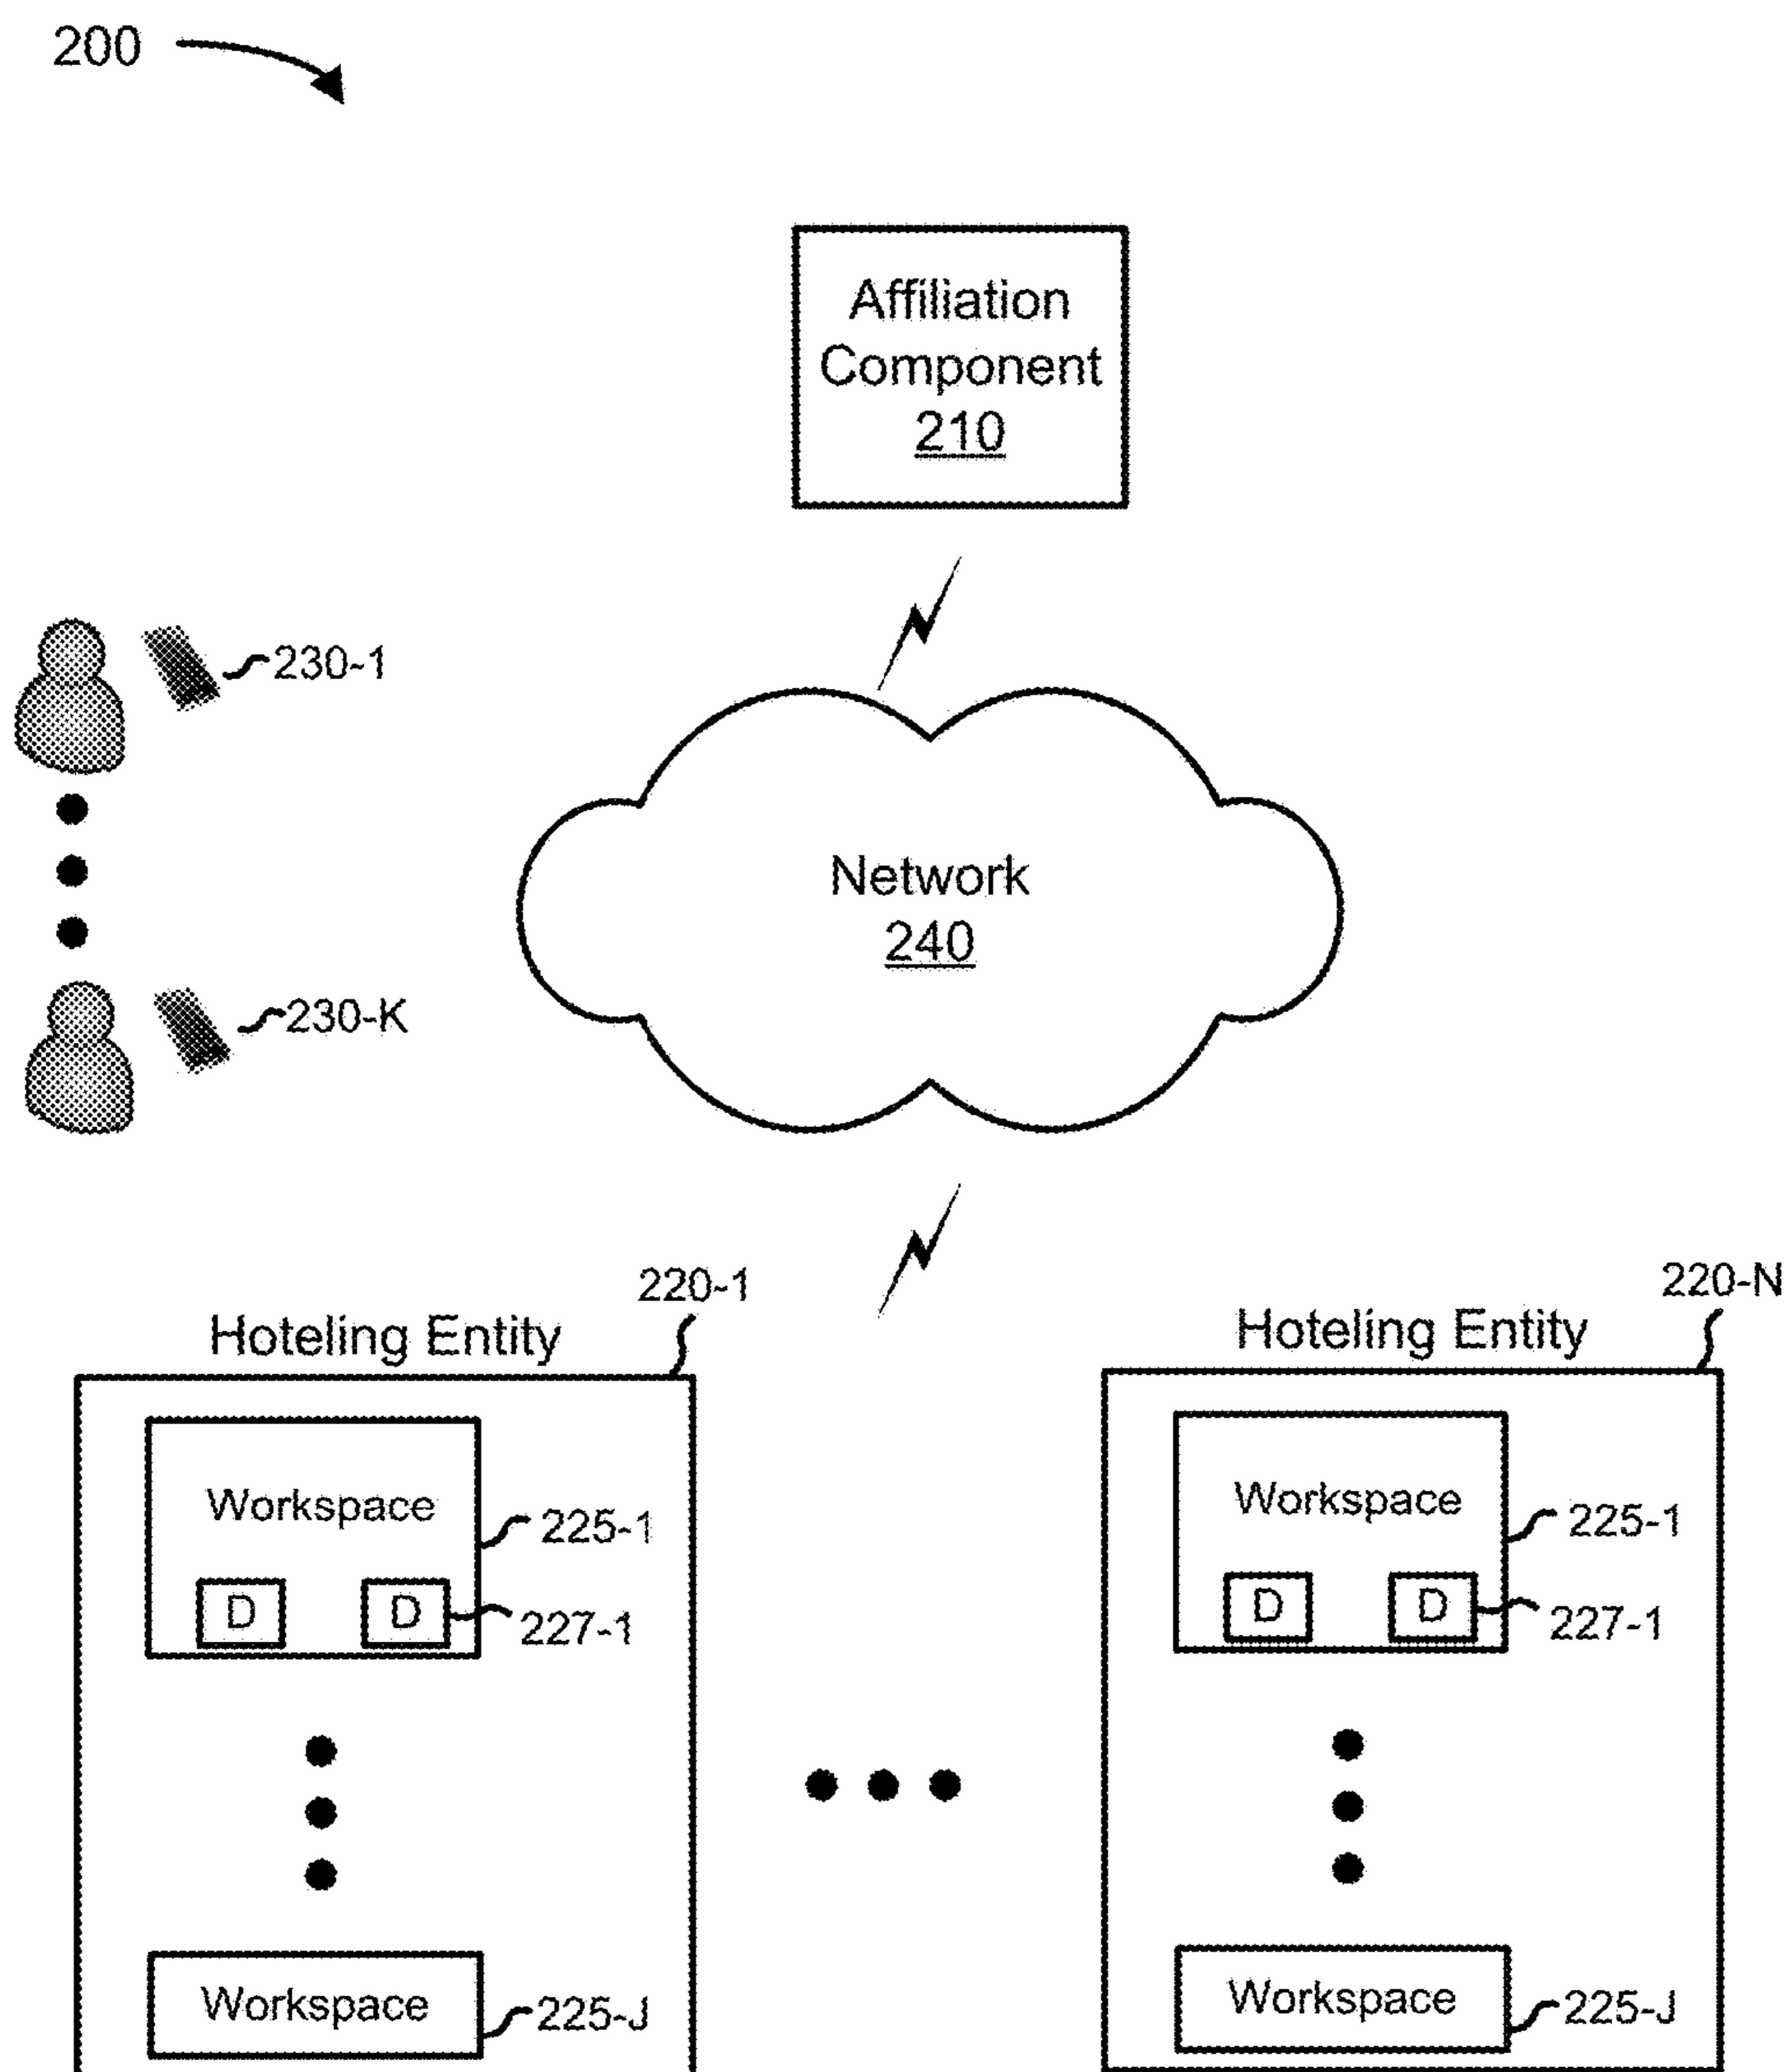 200
Affiliation
Component
210
230-1
Network
240
230-K
220-1
220-N
Hoteling Entity
Hoteling Entity
Workspace
225-1
D
D
227-1
Workspace
225-1
D
D
227-1
Workspace
225-J
Workspace
225-J